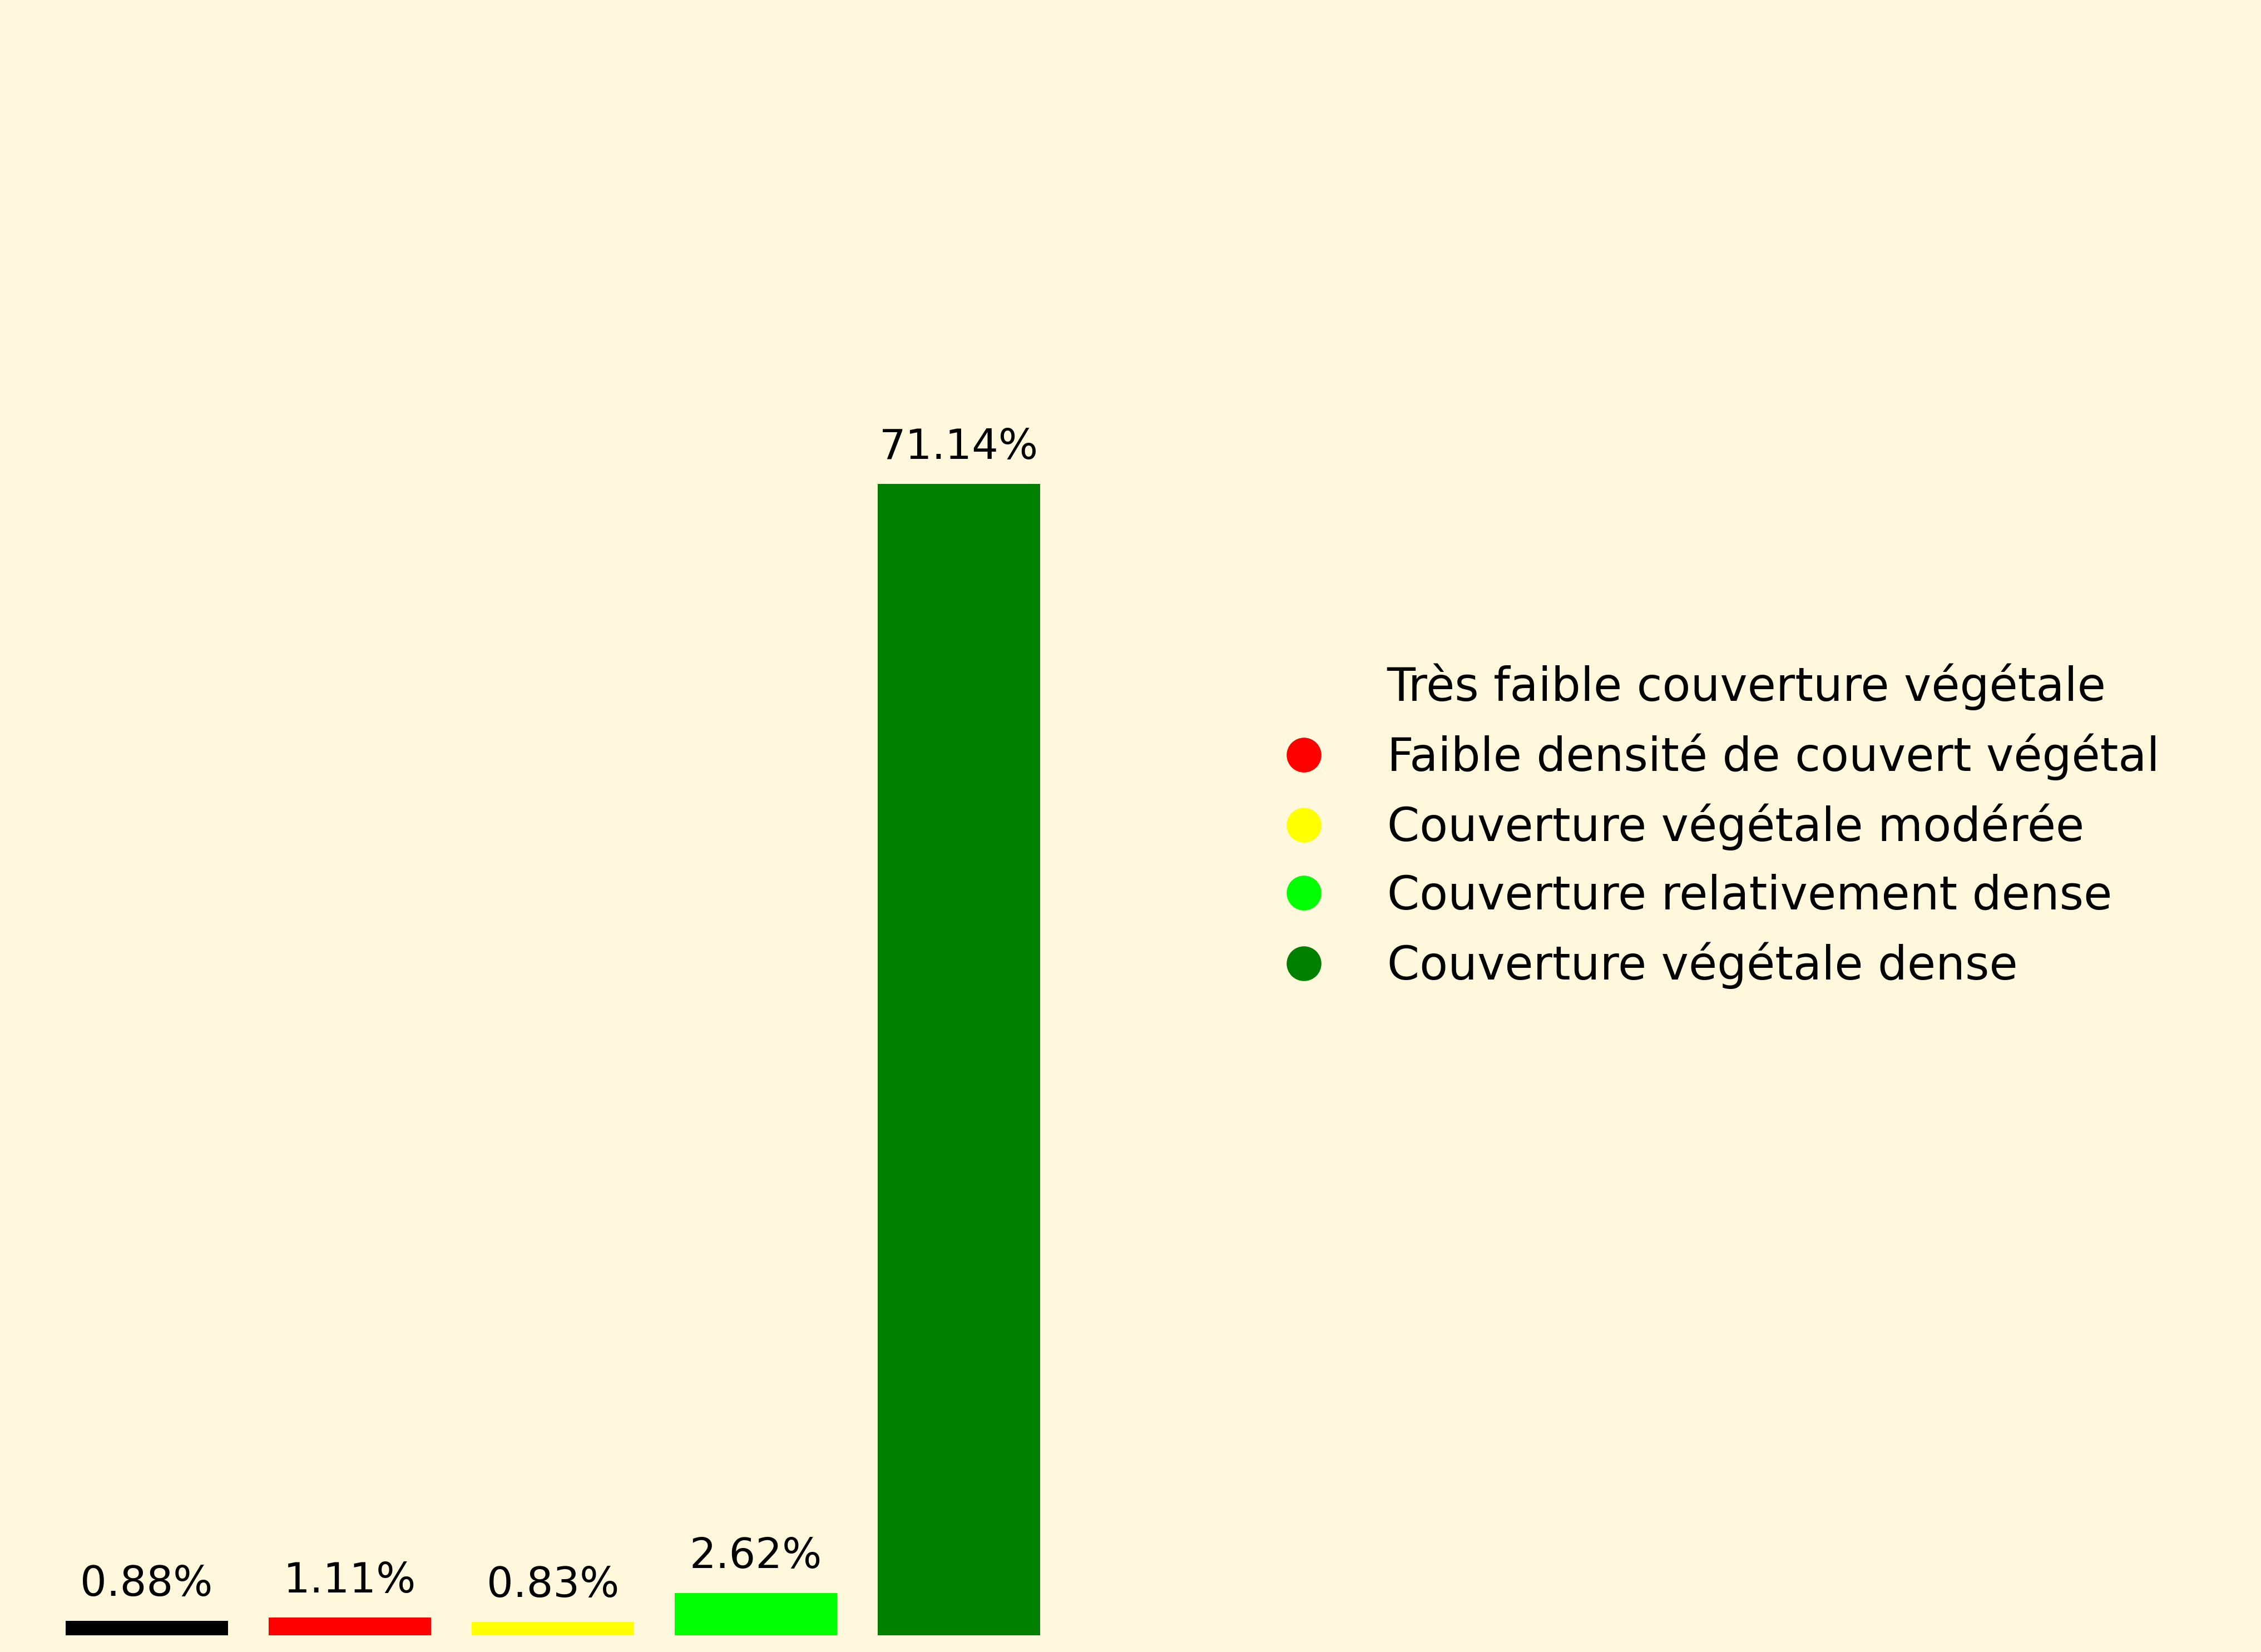 71.14%
Très faible couverture végétale
Faible densité de couvert végétal
Couverture végétale modérée
Couverture relativement dense
Couverture végétale dense
0.88%
1.11%
0.83%
2.62%